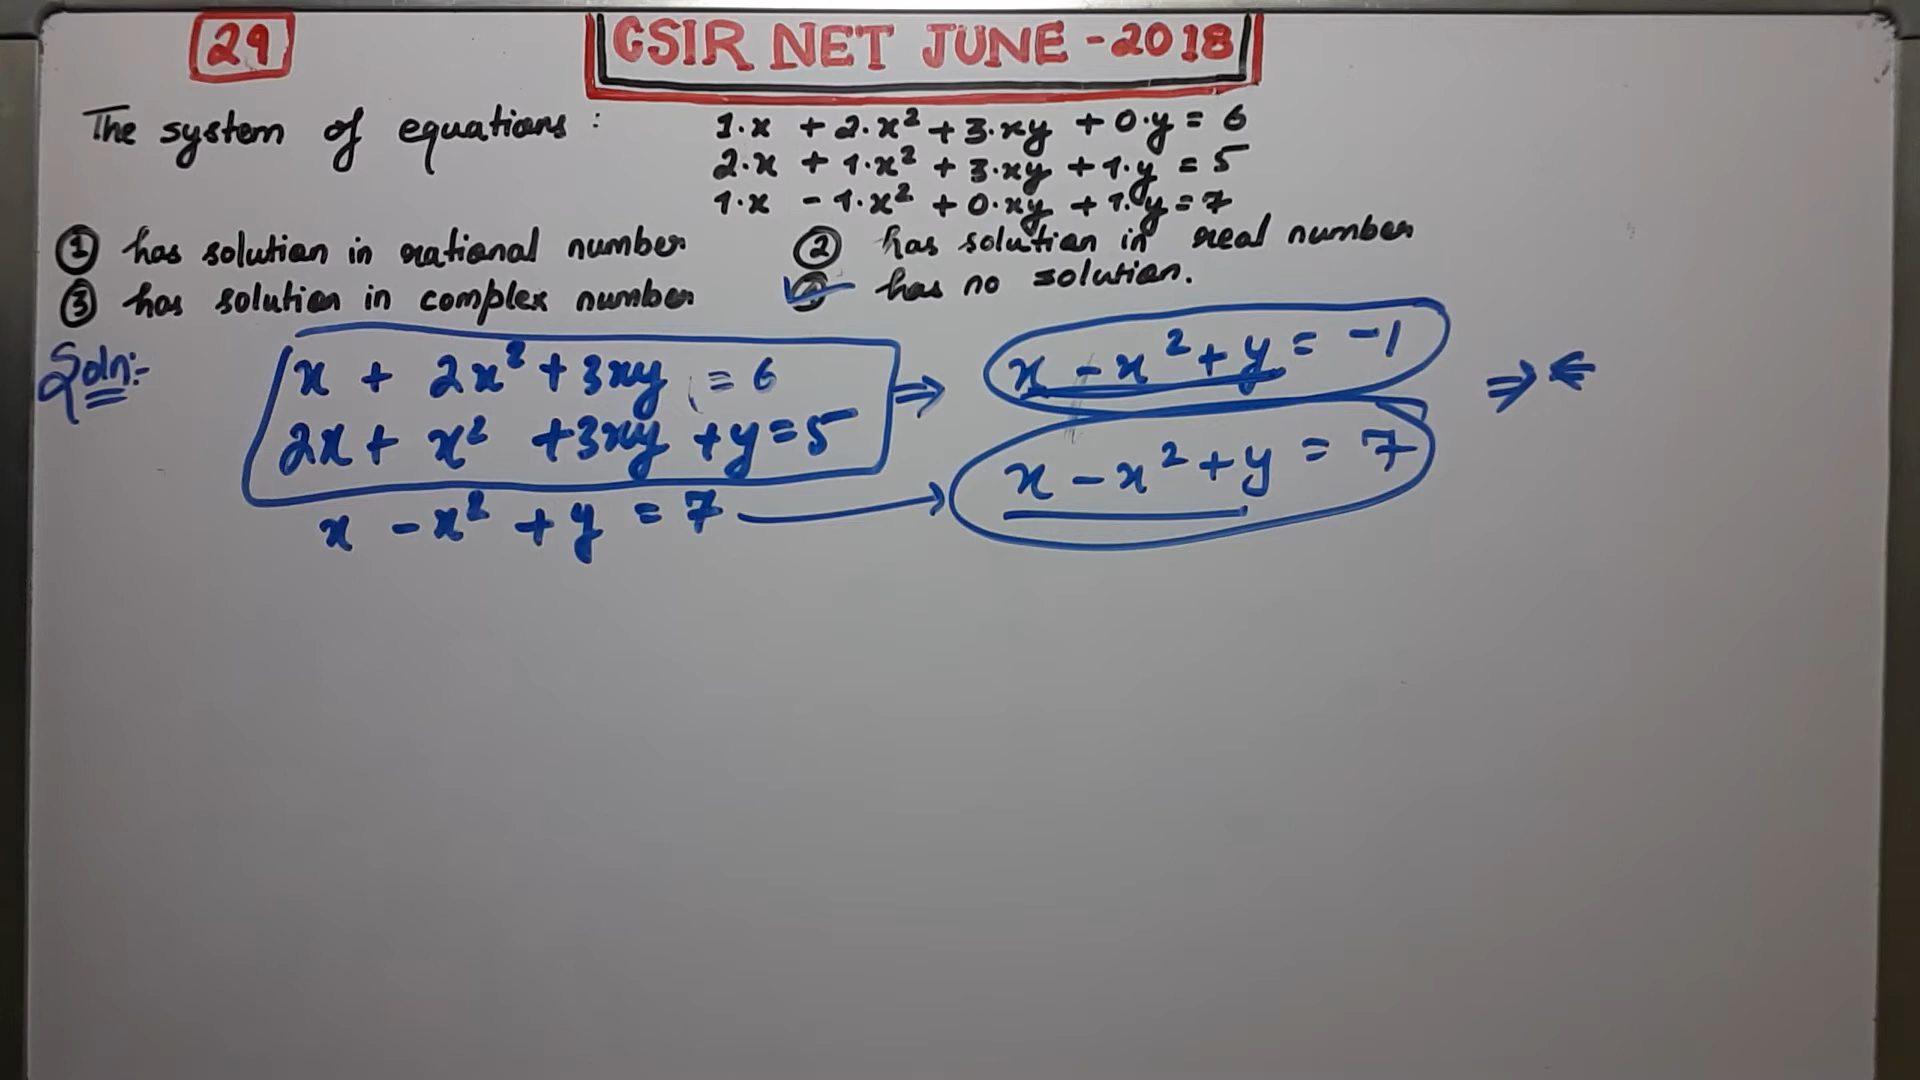 29
CSIR NET JUNE - 2018
The system of equations : 1·x + 2·x² + 3·xy + 0·y = 6
2·x + 1·x² + 3·xy + 1·y = 5
1·x - 1·x² + 0·xy + 1·y = 7
① has solution in rational number ② has solution in real number
③ has solution in complex number ④ has no solution.
Soln:- x + 2x² + 3xy = 6 ⇒ x - x² + y = -1 ⇒⇐
2x + x² + 3xy + y = 5
x - x² + y = 7 → x - x² + y = 7